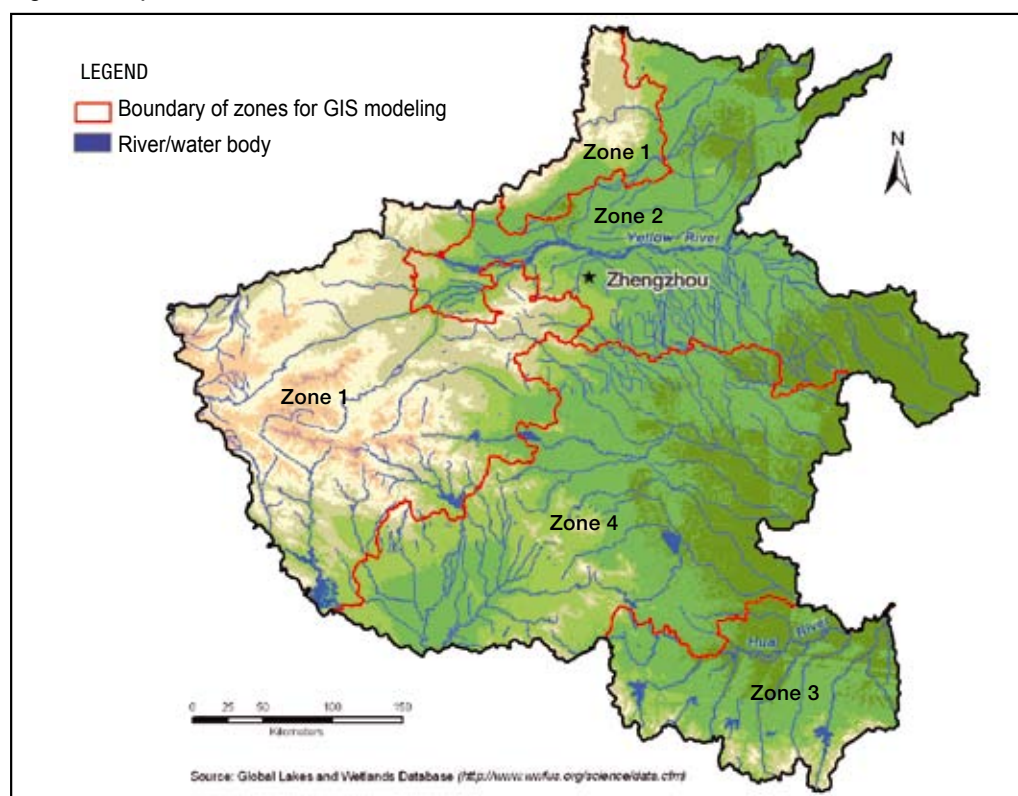 LEGEND
Boundary of zones for GIS modeling
River/water body
N
Zone 1
Zone 2
Yellow River
Zhengzhou
Zone 1
Zone 4
Huai River
Zone 3
0 25 50 100 150
Kilometers
Source: Global Lakes and Wetlands Database (http://www.wwfus.org/science/data.cfm)